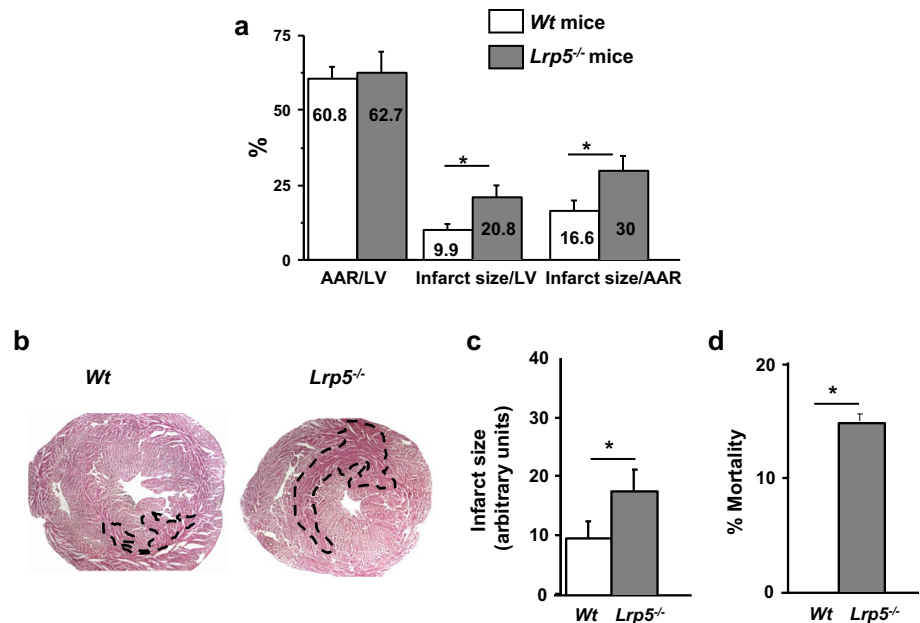 a
Wt mice
Lrp5-/- mice
75
50
25
0
%
60.8
62.7
*
9.9
20.8
*
16.6
30
AAR/LV Infarct size/LV Infarct size/AAR
b
Wt
Lrp5-/-
c
40
30
20
10
0
Infarct size
(arbitrary units)
*
Wt Lrp5-/-
d
20
10
0
% Mortality
*
Wt Lrp5-/-